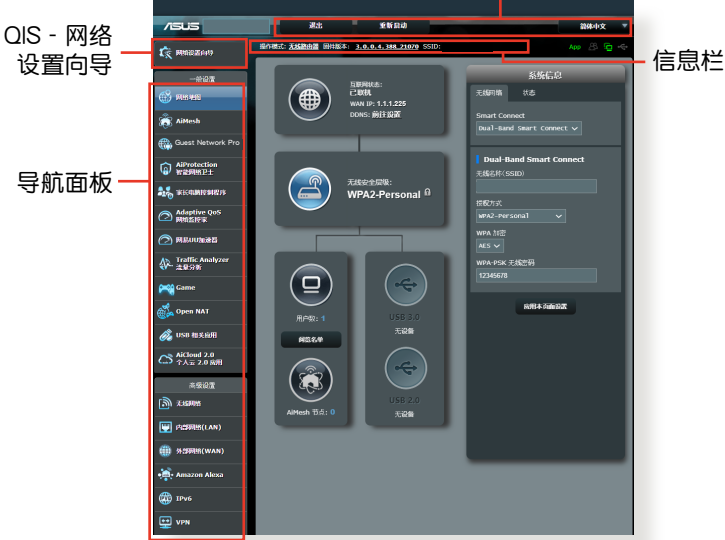 QIS - 网络
设置向导
导航面板
信息栏
ASUS
退出
重新启动
简体中文
操作模式: 无线路由器 固件版本: 3.0.0.4.388_21070 SSID:
App
网络设置向导
一般设置
网络地图
AiMesh
Guest Network Pro
AiProtection
智能网络卫士
家长电脑控制程序
Adaptive QoS
网络监控家
网易UU加速器
Traffic Analyzer
流量分析
Game
Open NAT
USB 相关应用
AiCloud 2.0
个人云 2.0 应用
高级设置
无线网络
内部网络(LAN)
外部网络(WAN)
Amazon Alexa
IPv6
VPN
互联网状态:
已联机
WAN IP: 1.1.1.225
DDNS: 前往设置
无线安全层级:
WPA2-Personal
用户数: 1
阅览名单
AiMesh 节点: 0
USB 3.0
无设备
USB 2.0
无设备
系统信息
无线网络
状态
Smart Connect
Dual-Band Smart Connect
Dual-Band Smart Connect
无线名称(SSID)
授权方式
WPA2-Personal
WPA 加密
AES
WPA-PSK 无线密码
12345678
应用本页面设置